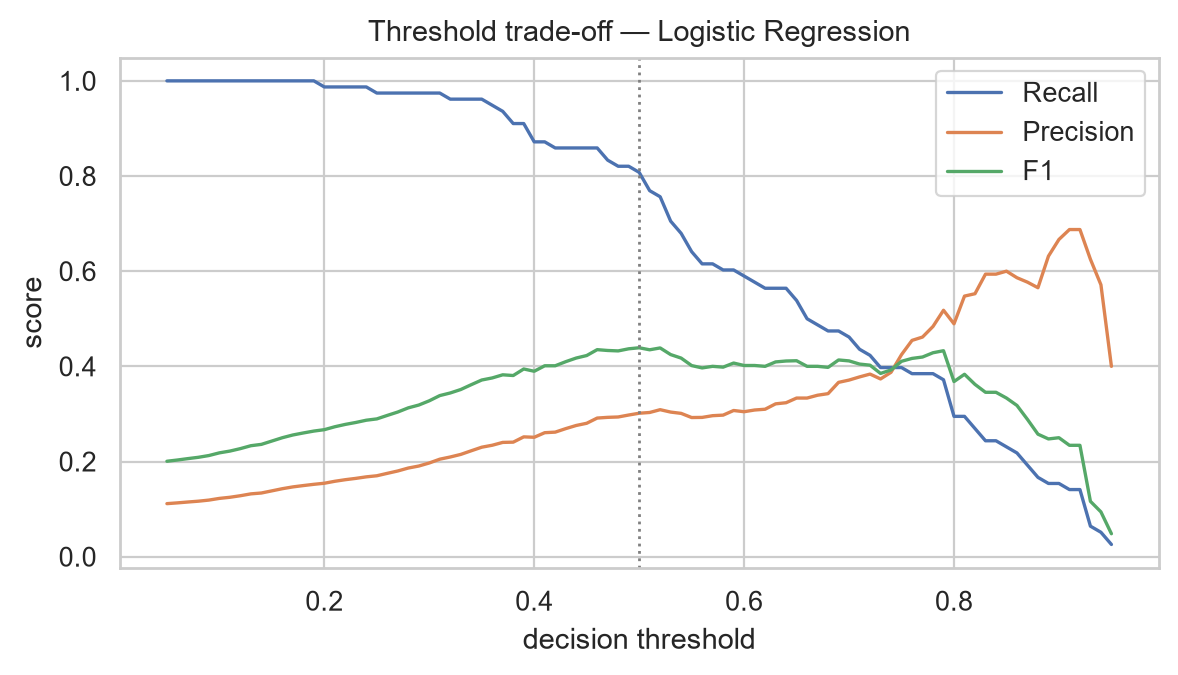 Threshold trade-off — Logistic Regression
1.0
0.8
0.6
0.4
0.2
0.0
score
Recall
Precision
F1
0.2 0.4 0.6 0.8
decision threshold